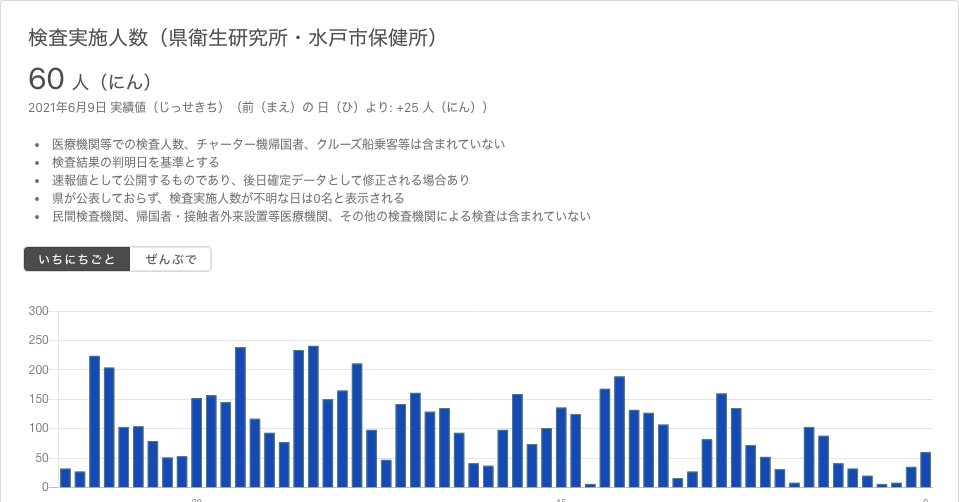 検査実施人数（県衛生研究所・水戸市保健所）
60 人（にん）
2021年6月9日 実績値（じっせきち）（前（まえ）の 日（ひ）より: +25 人（にん））
医療機関等での検査人数、チャーター機帰国者、クルーズ船乗客等は含まれていない
検査結果の判明日を基準とする
速報値として公開するものであり、後日確定データとして修正される場合あり
県が公表しておらず、検査実施人数が不明な日は0名と表示される
民間検査機関、帰国者・接触者外来設置等医療機関、その他の検査機関による検査は含まれていない
いちにちごと ぜんぶで
300
250
200
150
100
50
0